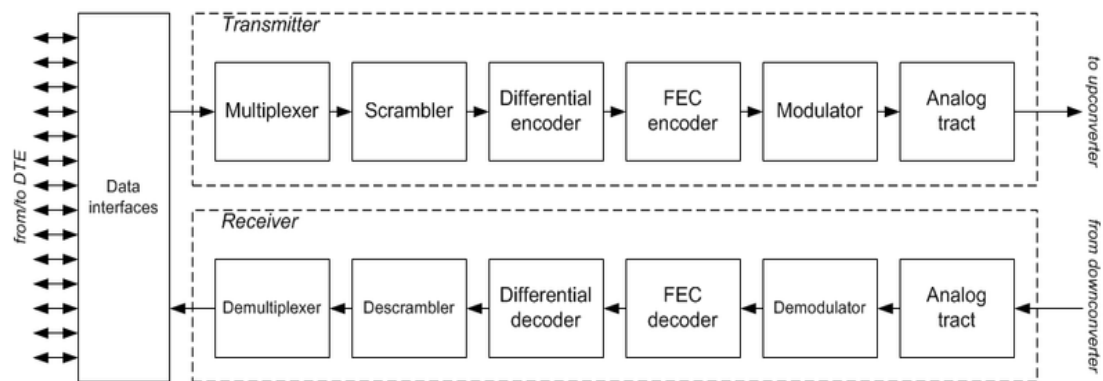 Transmitter
Multiplexer
Scrambler
Differential
encoder
FEC
encoder
Modulator
Analog
tract
to upconverter
from/to DTE
Data
interfaces
Receiver
Demultiplexer
Descrambler
Differential
decoder
FEC
decoder
Demodulator
Analog
tract
from downconverter